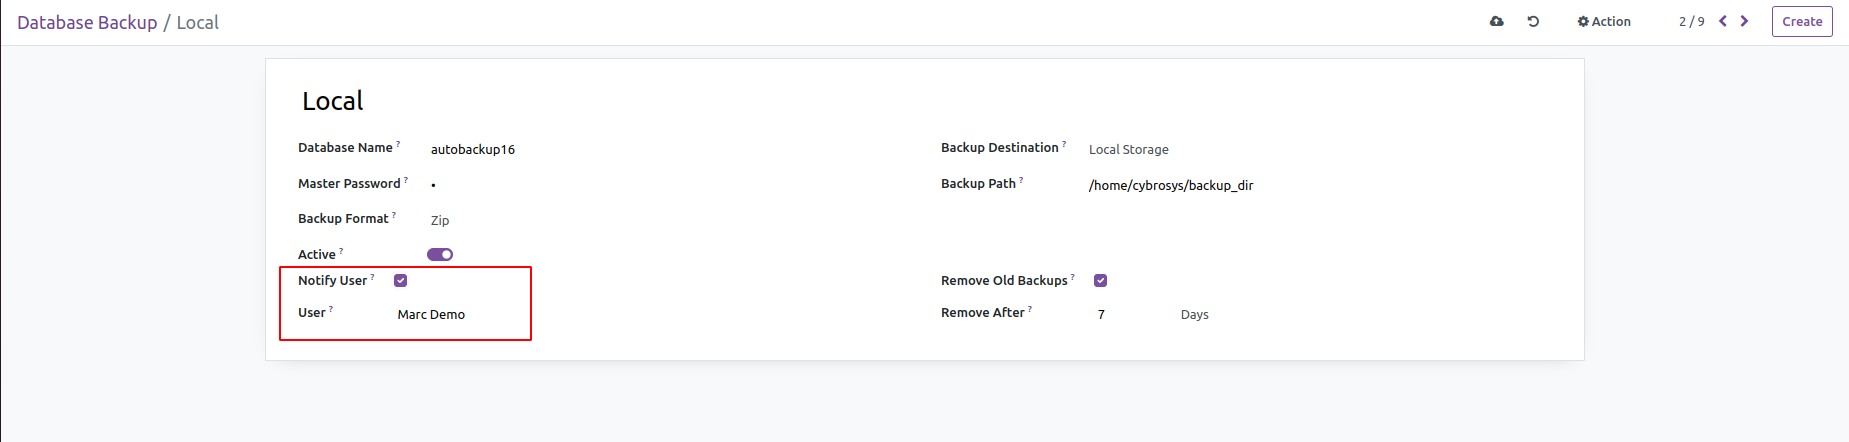 Database Backup / Local
Action
2 / 9
Create
Local
Database Name ? autobackup16
Backup Destination ? Local Storage
Master Password ? •
Backup Path ? /home/cybrosys/backup_dir
Backup Format ? Zip
Active ?
Notify User ?
Remove Old Backups ?
User ? Marc Demo
Remove After ? 7 Days